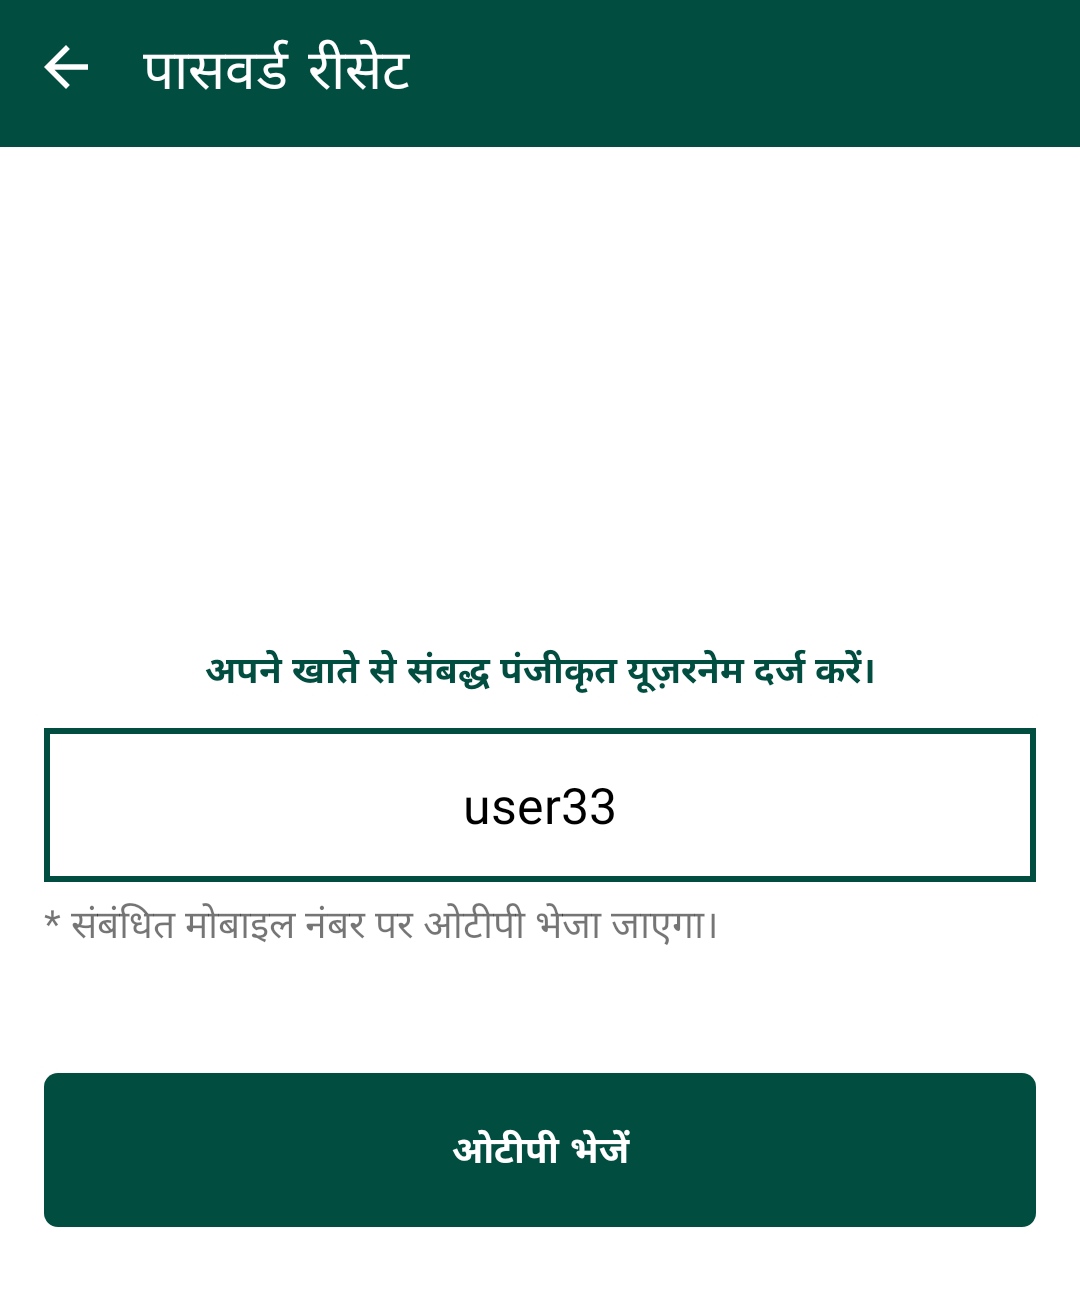 पासवर्ड रीसेट
अपने खाते से संबद्ध पंजीकृत यूज़रनेम दर्ज करें।
user33
* संबंधित मोबाइल नंबर पर ओटीपी भेजा जाएगा।
ओटीपी भेजें